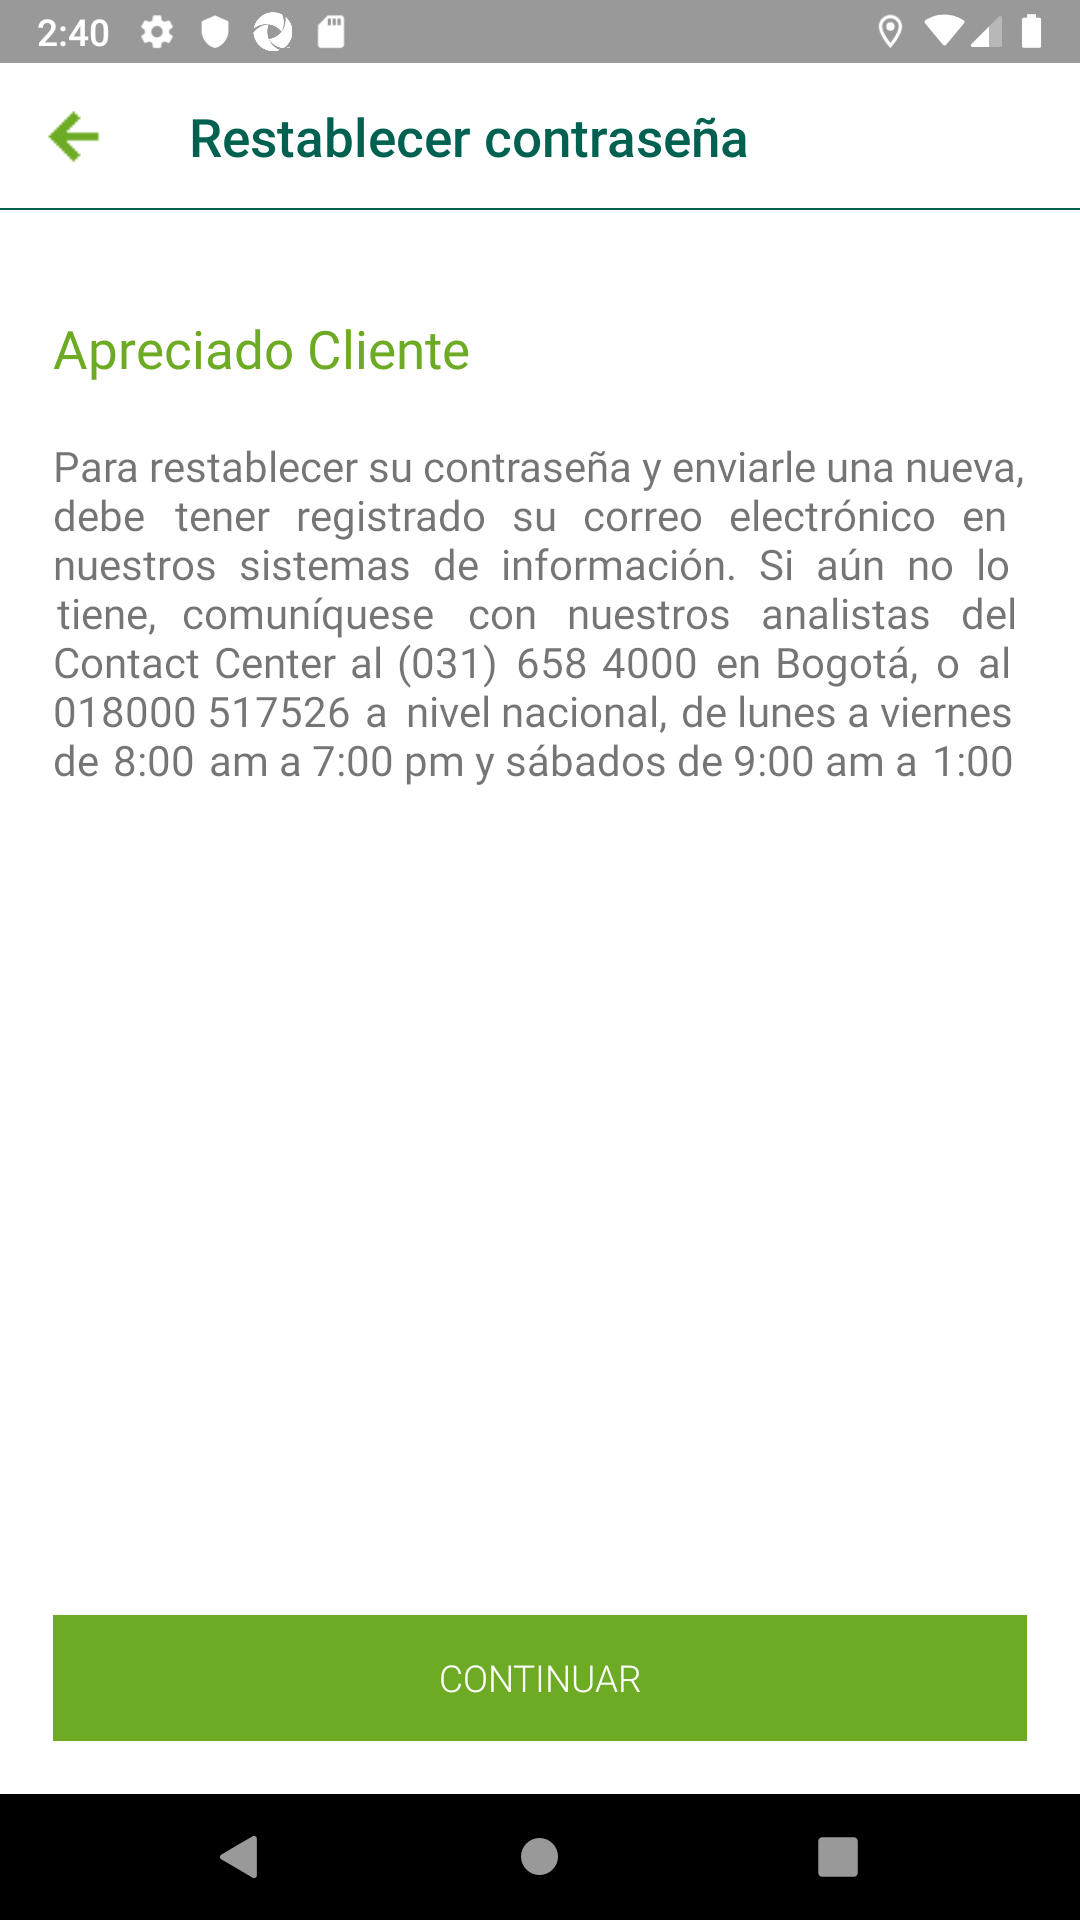 2:40
Restablecer contraseña
Apreciado Cliente
Para restablecer su contraseña y enviarle una nueva,
debe tener registrado su correo electrónico en
nuestros sistemas de información. Si aún no lo
tiene, comuníquese con nuestros analistas del
Contact Center al (031) 658 4000 en Bogotá, o al
018000 517526 a nivel nacional, de lunes a viernes
de 8:00 am a 7:00 pm y sábados de 9:00 am a 1:00
CONTINUAR